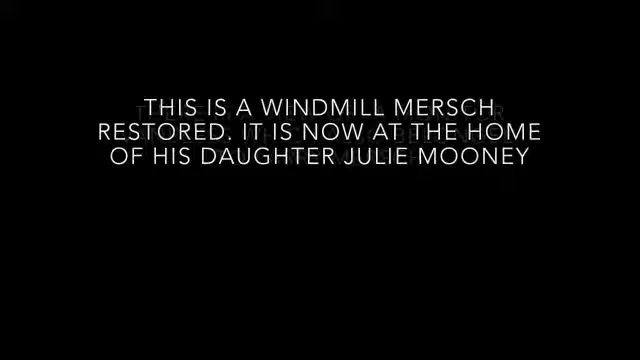 THIS IS A WINDMILL MERSCH
RESTORED. IT IS NOW AT THE HOME
OF HIS DAUGHTER JULIE MOONEY